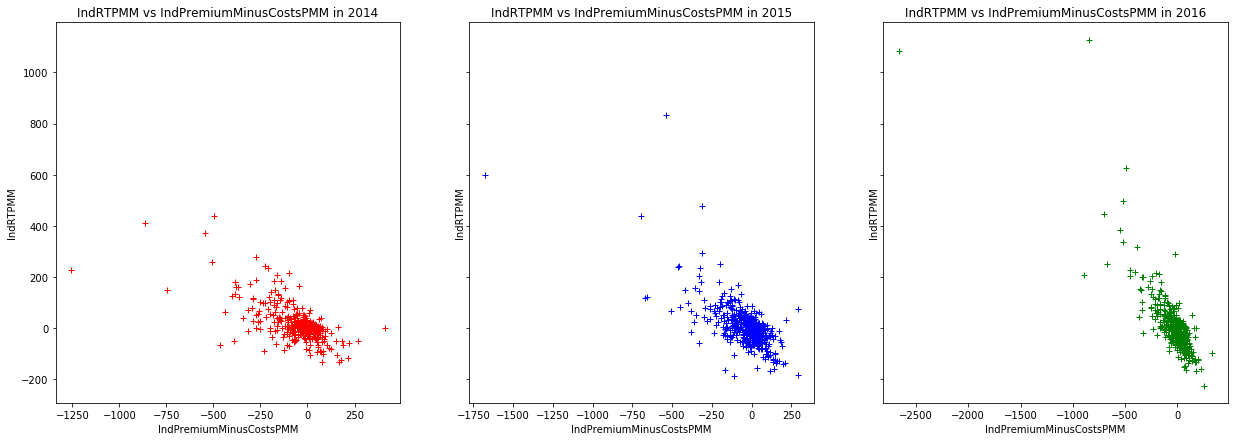 IndRTPMM vs IndPremiumMinusCostsPMM in 2014
IndRTPMM
1000
800
600
400
200
0
−200
−1250 −1000 −750 −500 −250 0 250
IndPremiumMinusCostsPMM
IndRTPMM vs IndPremiumMinusCostsPMM in 2015
IndRTPMM
−1750 −1500 −1250 −1000 −750 −500 −250 0 250
IndPremiumMinusCostsPMM
IndRTPMM vs IndPremiumMinusCostsPMM in 2016
IndRTPMM
−2500 −2000 −1500 −1000 −500 0
IndPremiumMinusCostsPMM